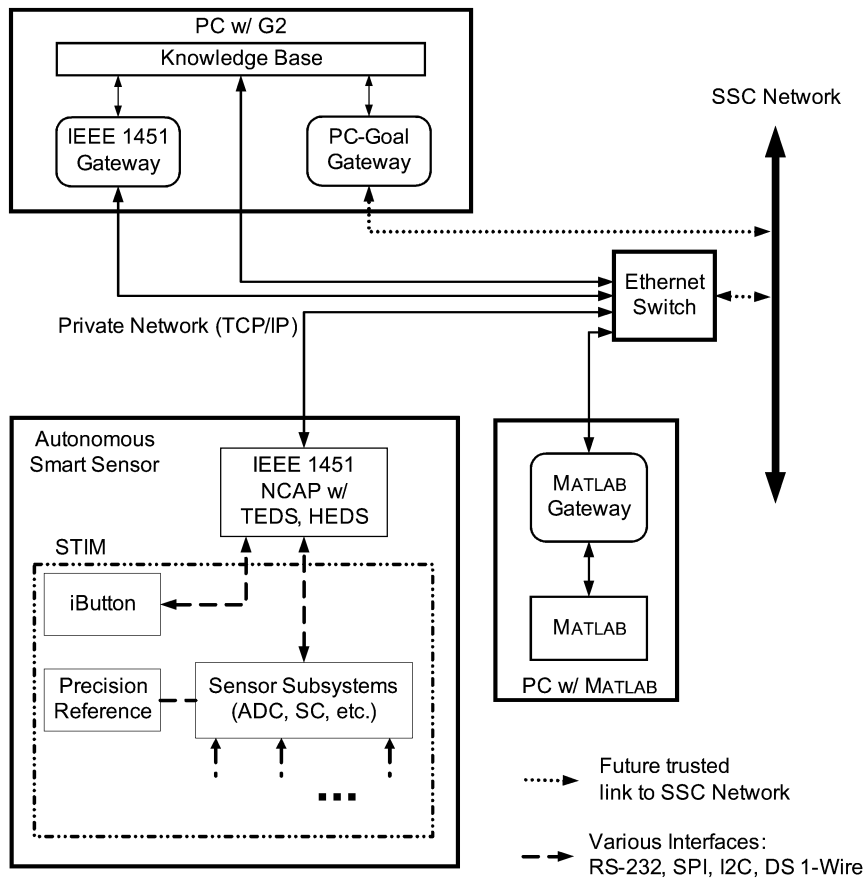 PC w/ G2
Knowledge Base
IEEE 1451
Gateway
PC-Goal
Gateway
SSC Network
Ethernet
Switch
Private Network (TCP/IP)
Autonomous
Smart Sensor
IEEE 1451
NCAP w/
TEDS, HEDS
STIM
iButton
Precision
Reference
Sensor Subsystems
(ADC, SC, etc.)
...
MATLAB
Gateway
MATLAB
PC w/ MATLAB
Future trusted
link to SSC Network
Various Interfaces:
RS-232, SPI, I2C, DS 1-Wire